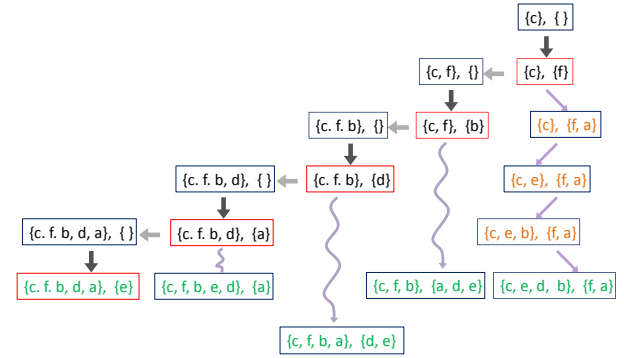 {c}, { }
{c, f}, {}
{c}, {f}
{c. f. b}, {}
{c, f}, {b}
{c}, {f, a}
{c. f. b, d}, { }
{c. f. b}, {d}
{c, e}, {f, a}
{c. f. b, d, a}, { }
{c. f. b, d}, {a}
{c, e, b}, {f, a}
{c. f. b, d, a}, {e}
{c, f, b, e, d}, {a}
{c, f, b}, {a, d, e}
{c, e, d, b}, {f, a}
{c, f, b, a}, {d, e}